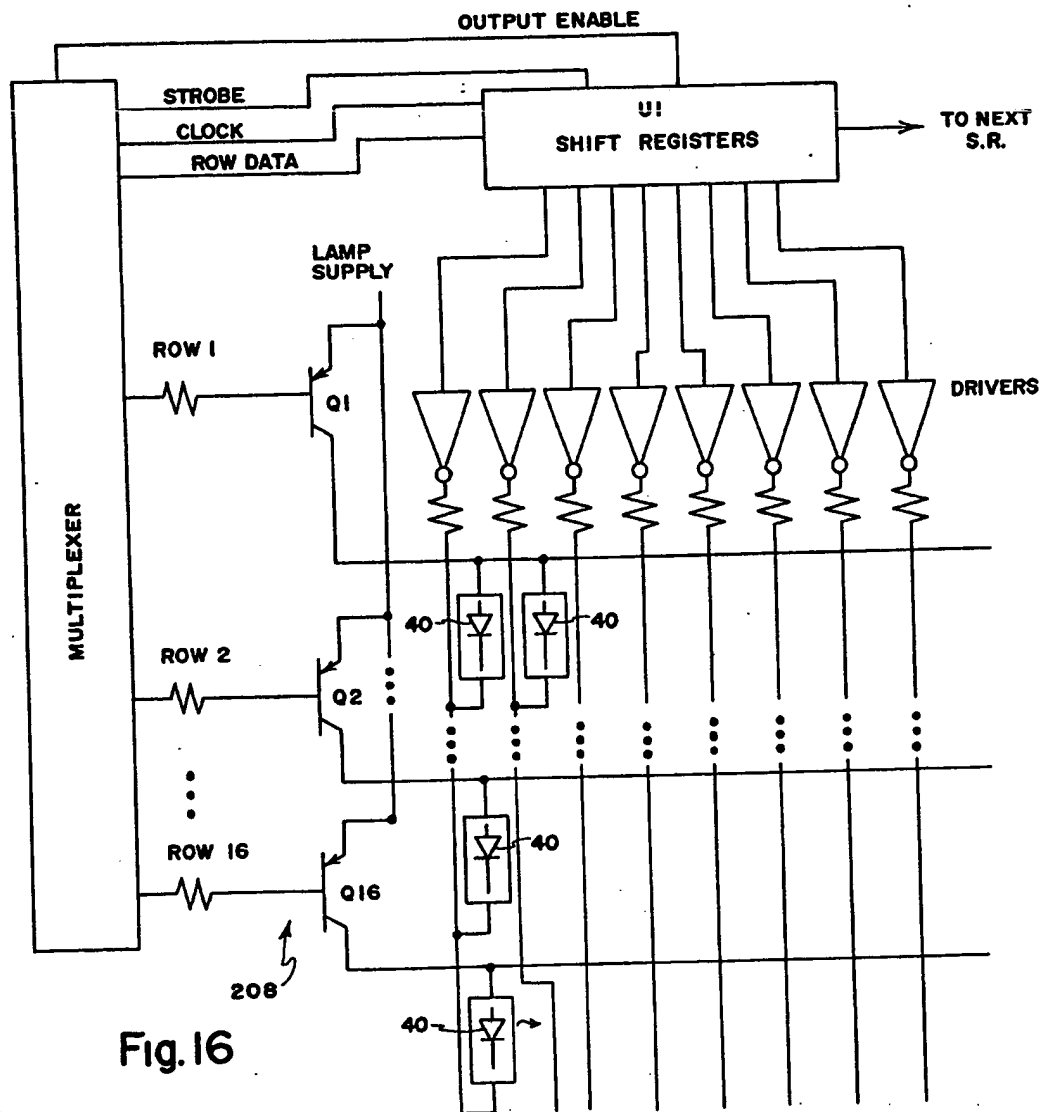 OUTPUT ENABLE
STROBE
CLOCK
ROW DATA
U1
SHIFT REGISTERS
TO NEXT
S.R.
LAMP
SUPPLY
ROW 1
Q1
DRIVERS
MULTIPLEXER
40
40
ROW 2
Q2
40
ROW 16
Q16
208
40
Fig. 16